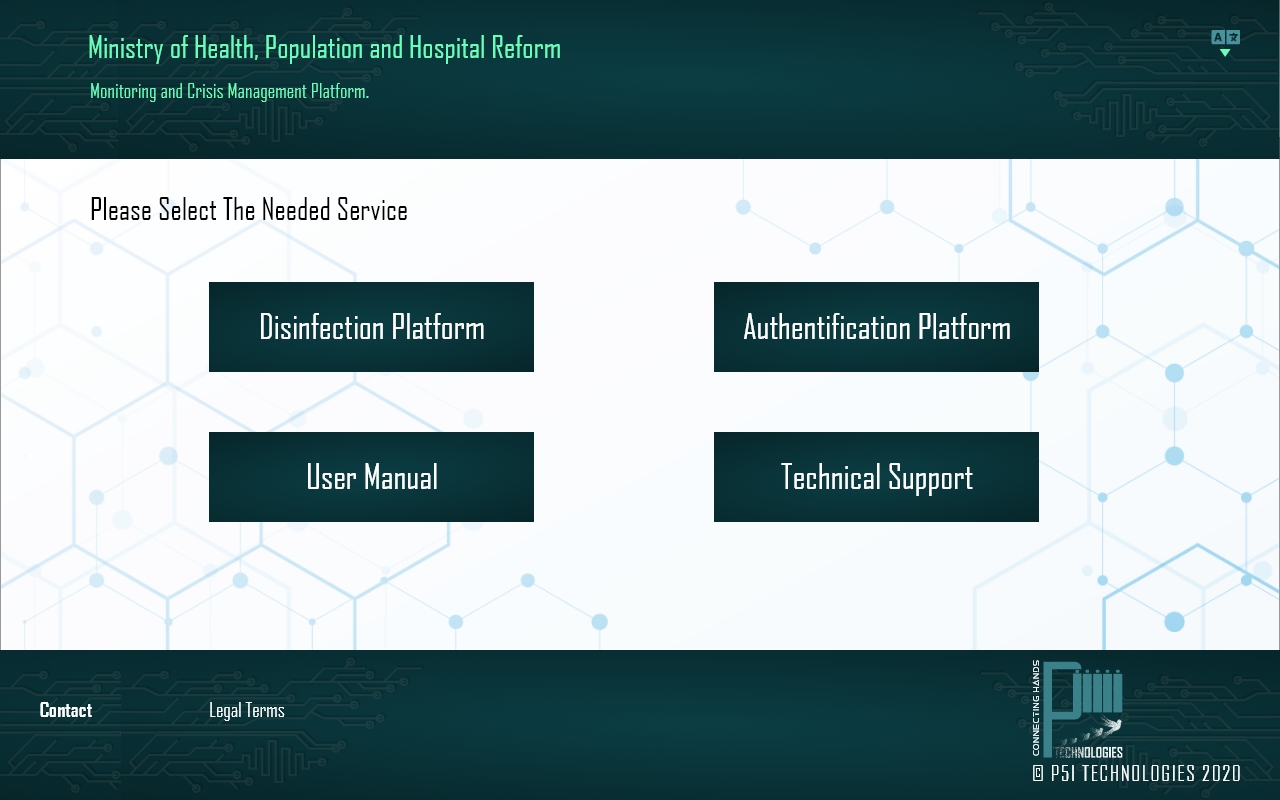 Ministry of Health, Population and Hospital Reform
A
Monitoring and Crisis Management Platform.
Please Select The Needed Service
Disinfection Platform
Authentification Platform
User Manual
Technical Support
Contact
Legal Terms
CONNECTING HANDS
TECHNOLOGIES
© P5I TECHNOLOGIES 2020